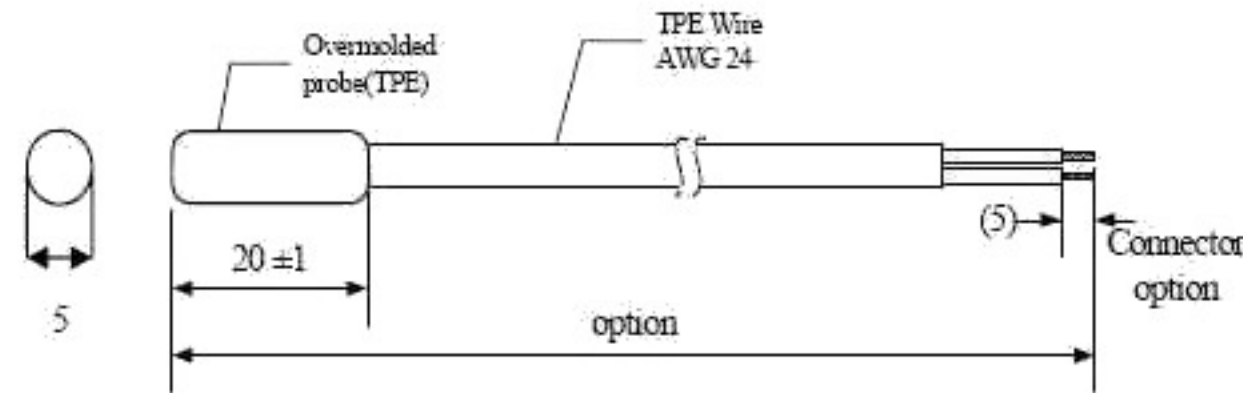 Overmolded
probe(TPE)
TPE Wire
AWG 24
5
20 ±1
(5)
Connector
option
option